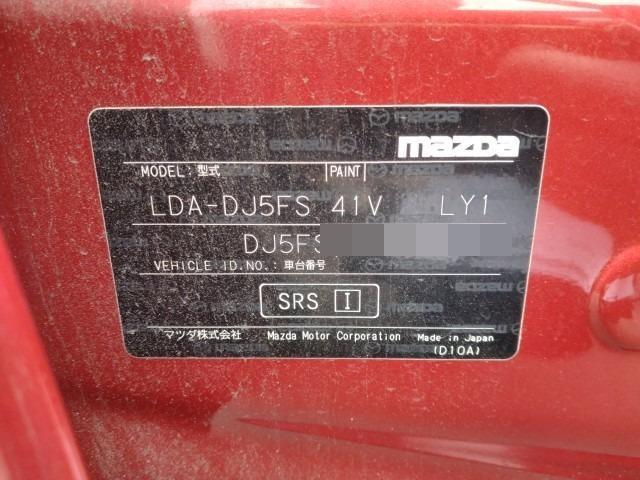 mazda
MODEL:型式 PAINT
LDA-DJ5FS 41V LY1
DJ5FS
VEHICLE ID.NO.:車台番号
SRS I
マツダ株式会社 Mazda Motor Corporation Made in Japan
(D10A)